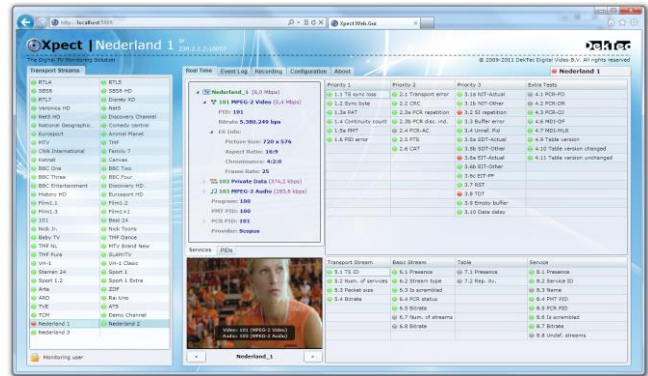 http://localhost
Xpect Web Gui
Xpect | Nederland 1
IP
DekTec
The Digital TV Monitoring Solution
© 2009-2011 DekTec Digital Video B.V. All rights reserved
Transport Streams
Real Time Event Log Recording Configuration About
Nederland 1
RTL4 RTL5
SBS6 SBS6 HD
RTL7 Disney XD
Veronica HD Net5
Net5 HD Discovery Channel
National Geographic Comedy Central
Eurosport Animal Planet
MTV TMF
CNN International Family 7
Ketnet Canvas
BBC One BBC Two
BBC Three BBC Four
BBC Entertainment Discovery HD
History HD Eurosport HD
Film1.1 Film1.2
Film1.3 Film1+1
101 Best 24
Nick Jr. Nick Toons
Baby TV TMF Dance
TMF NL MTV Brand New
TMF Pure SLAM!TV
VH-1 VH-1 Classic
Sterren 24 Sport 1
Sport 1.2 Sport 1 Extra
Arte ZDF
ARD Rai Uno
TVE AT5
TCM Demo Channel
Nederland 1 Nederland 2
Nederland 3
Monitoring user
Nederland_1 (6,0 Mbps)
101 MPEG-2 Video (5,4 Mbps)
PID: 101
Bitrate 5.380.249 bps
ES Info:
Picture Size: 720 x 576
Aspect Ratio: 16:9
Chrominance: 4:2:0
Frame Rate: 25
102 Private Data (374,2 kbps)
103 MPEG-2 Audio (285,6 kbps)
Program: 100
PMT PID: 100
PCR PID: 101
Provider: Scopus
Services PIDs
Video: 101 (MPEG-2 Video)
Audio: 103 (MPEG-2 Audio)
Nederland_1
Priority 1
1.1 TS sync loss
1.2 Sync byte
1.3a PAT
1.4 Continuity count
1.5a PMT
1.6 PID error
Priority 2
2.1 Transport error
2.2 CRC
2.3a PCR repetition
2.3b PCR disc. ind.
2.4 PCR-AC
2.5 PTS
2.6 CAT
Priority 3
3.1a NIT-Actual
3.1b NIT-Other
3.2 SI repetition
3.3 Buffer error
3.4 Unref. Pid
3.5a SDT-Actual
3.5b SDT-Other
3.6a EIT-Actual
3.6b EIT-Other
3.6c EIT-PF
3.7 RST
3.8 TDT
3.9 Empty buffer
3.10 Data delay
Extra Tests
4.1 PCR-FO
4.2 PCR-DR
4.3 PCR-OJ
4.6 MDI-DF
4.7 MDI-MLR
4.9 Table version changed
4.10 Table version changed
4.11 Table version unchanged
Transport Stream
5.1 TS ID
5.2 Num. of services
5.3 Packet size
5.4 Bitrate
Basic Stream
6.1 Presence
6.2 Stream type
6.3 Is scrambled
6.4 PCR status
6.5 Bitrate
6.7 Num. of streams
6.8 Bitrate
Table
7.1 Presence
7.2 Rep. itv.
Service
8.1 Presence
8.2 Service ID
8.3 Name
8.4 PMT PID
8.5 PCR PID
8.6 Is scrambled
8.7 Bitrate
8.8 Undef. streams